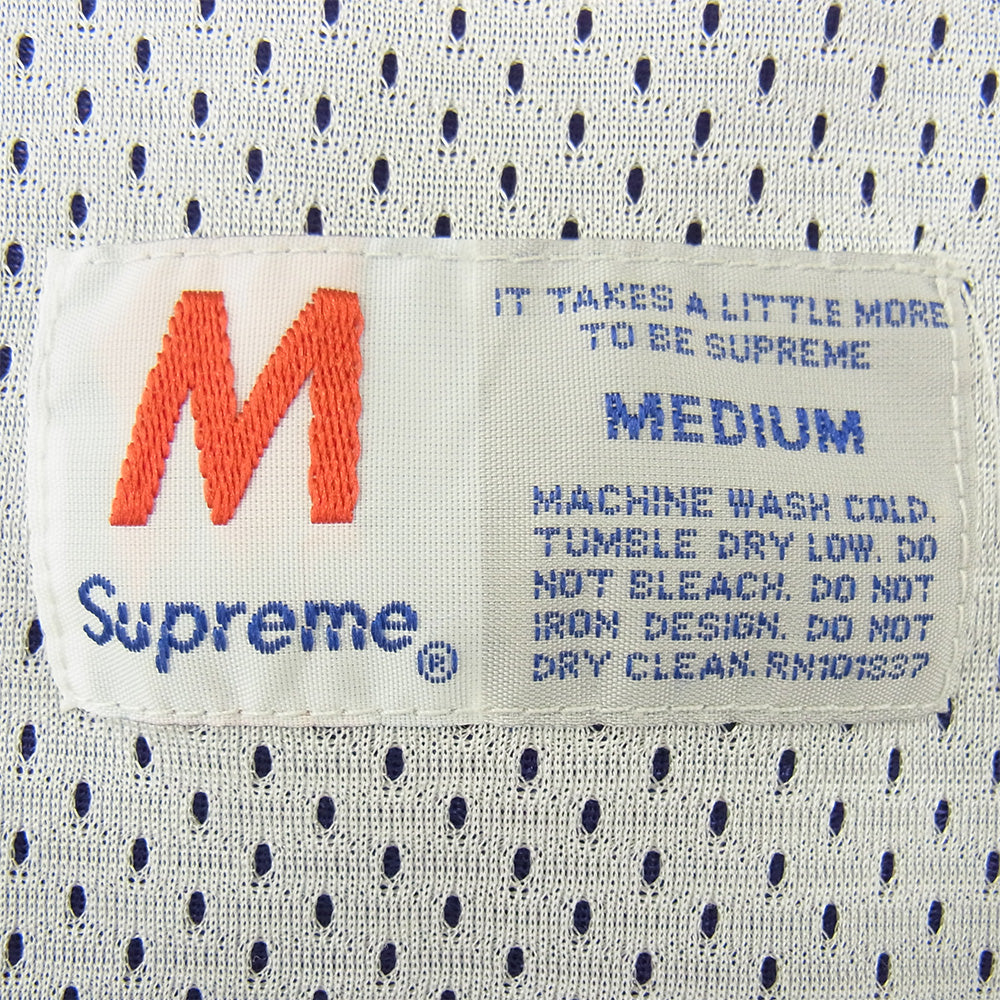 M
Supreme®
IT TAKES A LITTLE MORE
TO BE SUPREME
MEDIUM
MACHINE WASH COLD.
TUMBLE DRY LOW. DO
NOT BLEACH. DO NOT
IRON DESIGN. DO NOT
DRY CLEAN. RN101837